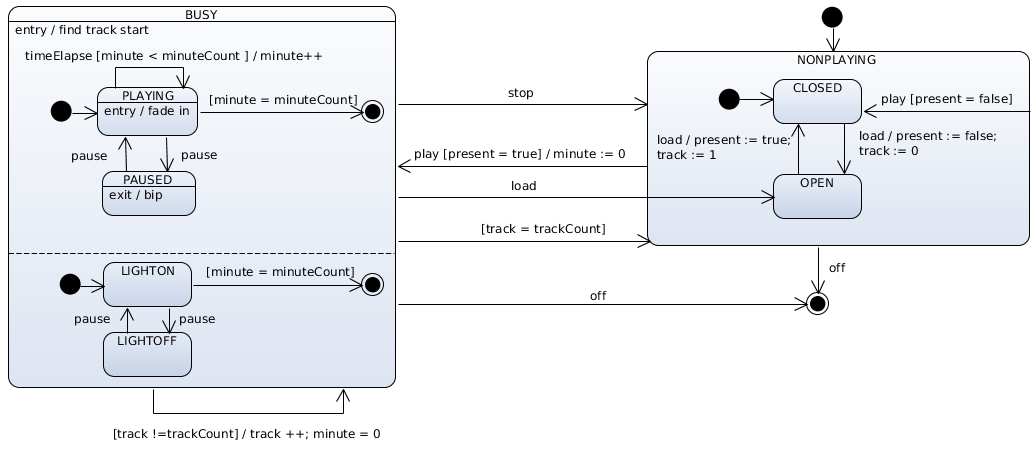 BUSY
entry / find track start
timeElapse [minute < minuteCount ] / minute++
PLAYING
entry / fade in
[minute = minuteCount]
pause
pause
PAUSED
exit / bip
LIGHTON
[minute = minuteCount]
pause
pause
LIGHTOFF
[track !=trackCount] / track ++; minute = 0
stop
play [present = true] / minute := 0
load
[track = trackCount]
off
NONPLAYING
CLOSED
play [present = false]
load / present := true;
track := 1
load / present := false;
track := 0
OPEN
off